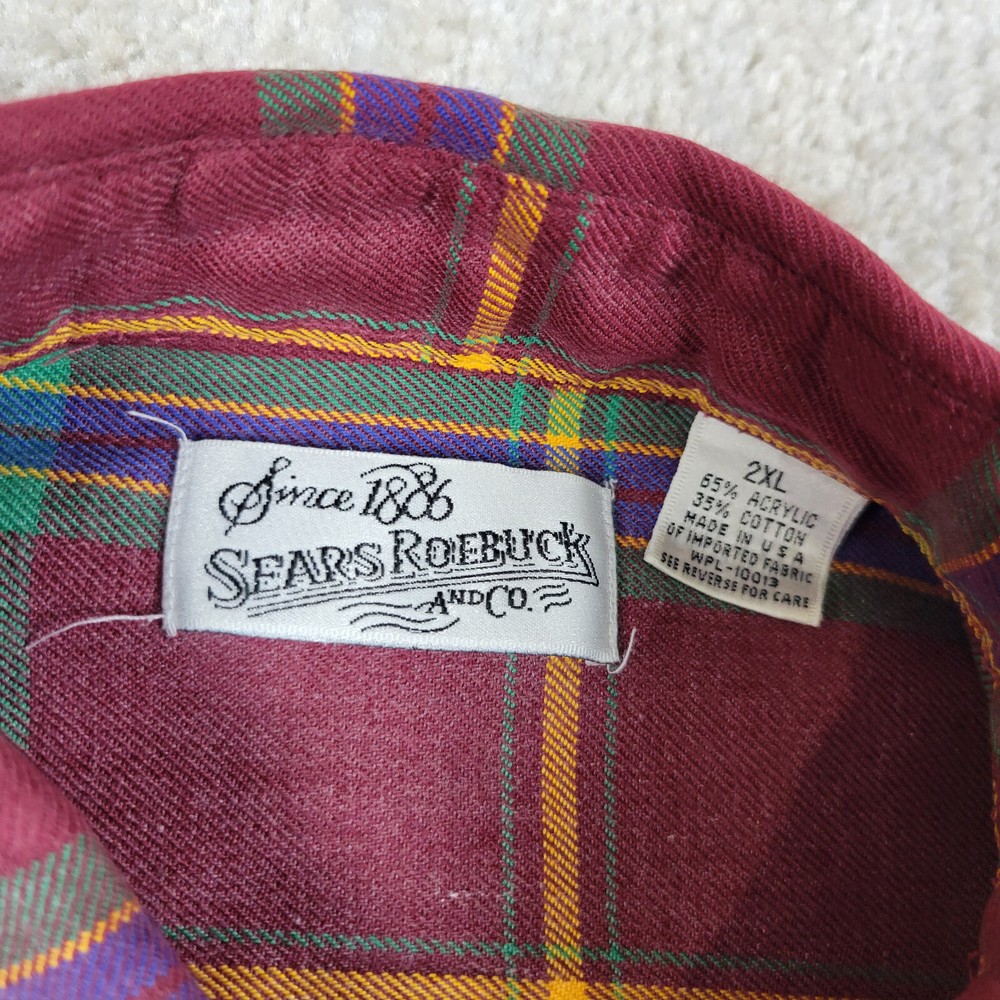 Since 1886
SEARS ROEBUCK
AND CO.
2XL
65% ACRYLIC
35% COTTON
MADE IN U S A
OF IMPORTED FABRIC
WPL-10013
SEE REVERSE FOR CARE